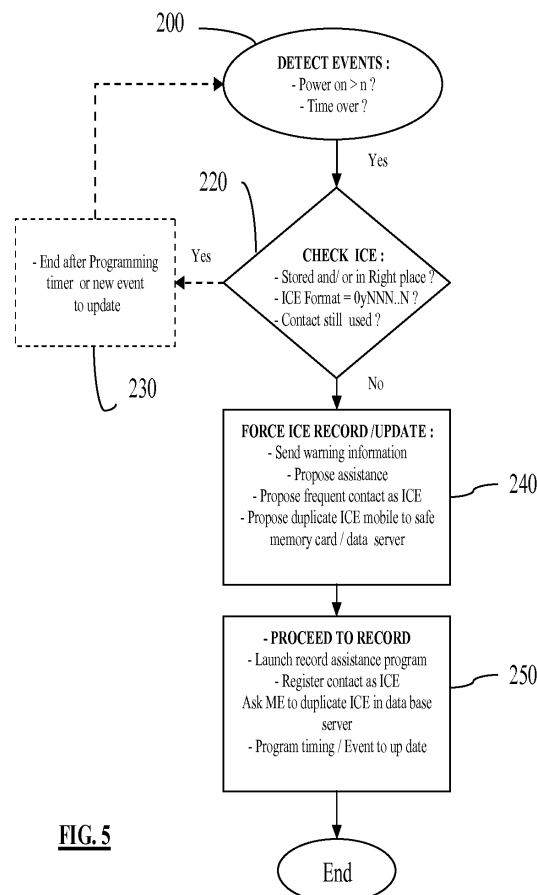 200
DETECT EVENTS :
- Power on > n ?
- Time over ?
Yes
220
CHECK ICE :
- Stored and/ or in Right place ?
- ICE Format = 0yNNN..N ?
- Contact still used ?
Yes
- End after Programming
timer or new event
to update
230
No
FORCE ICE RECORD /UPDATE :
- Send warning information
- Propose assistance
- Propose frequent contact as ICE
- Propose duplicate ICE mobile to safe
memory card / data server
240
- PROCEED TO RECORD
- Launch record assistance program
- Register contact as ICE
Ask ME to duplicate ICE in data base
server
- Program timing / Event to up date
250
FIG. 5
End